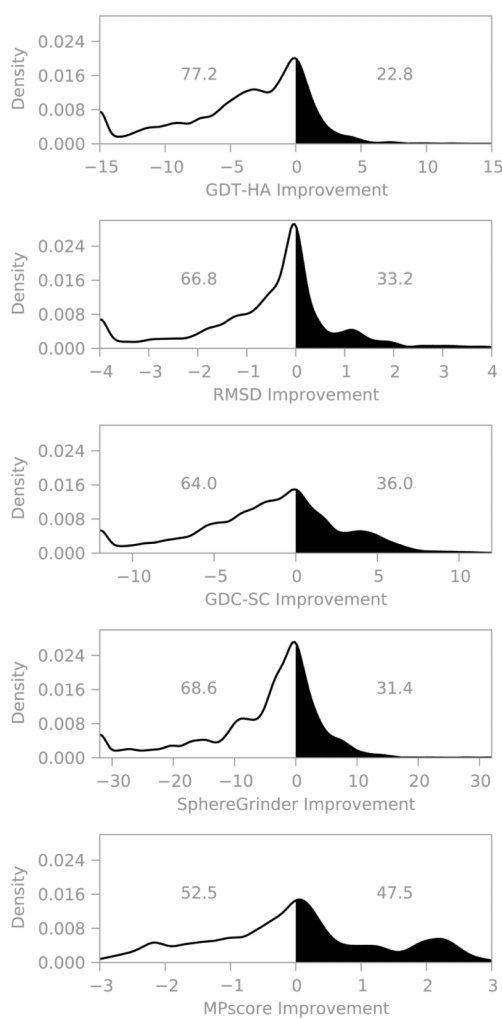 Density
0.024
0.016
0.008
0.000
77.2 22.8
−15 −10 −5 0 5 10 15
GDT-HA Improvement
Density
0.024
0.016
0.008
0.000
66.8 33.2
−4 −3 −2 −1 0 1 2 3 4
RMSD Improvement
Density
0.024
0.016
0.008
0.000
64.0 36.0
−10 −5 0 5 10
GDC-SC Improvement
Density
0.024
0.016
0.008
0.000
68.6 31.4
−30 −20 −10 0 10 20 30
SphereGrinder Improvement
Density
0.024
0.016
0.008
0.000
52.5 47.5
−3 −2 −1 0 1 2 3
MPscore Improvement